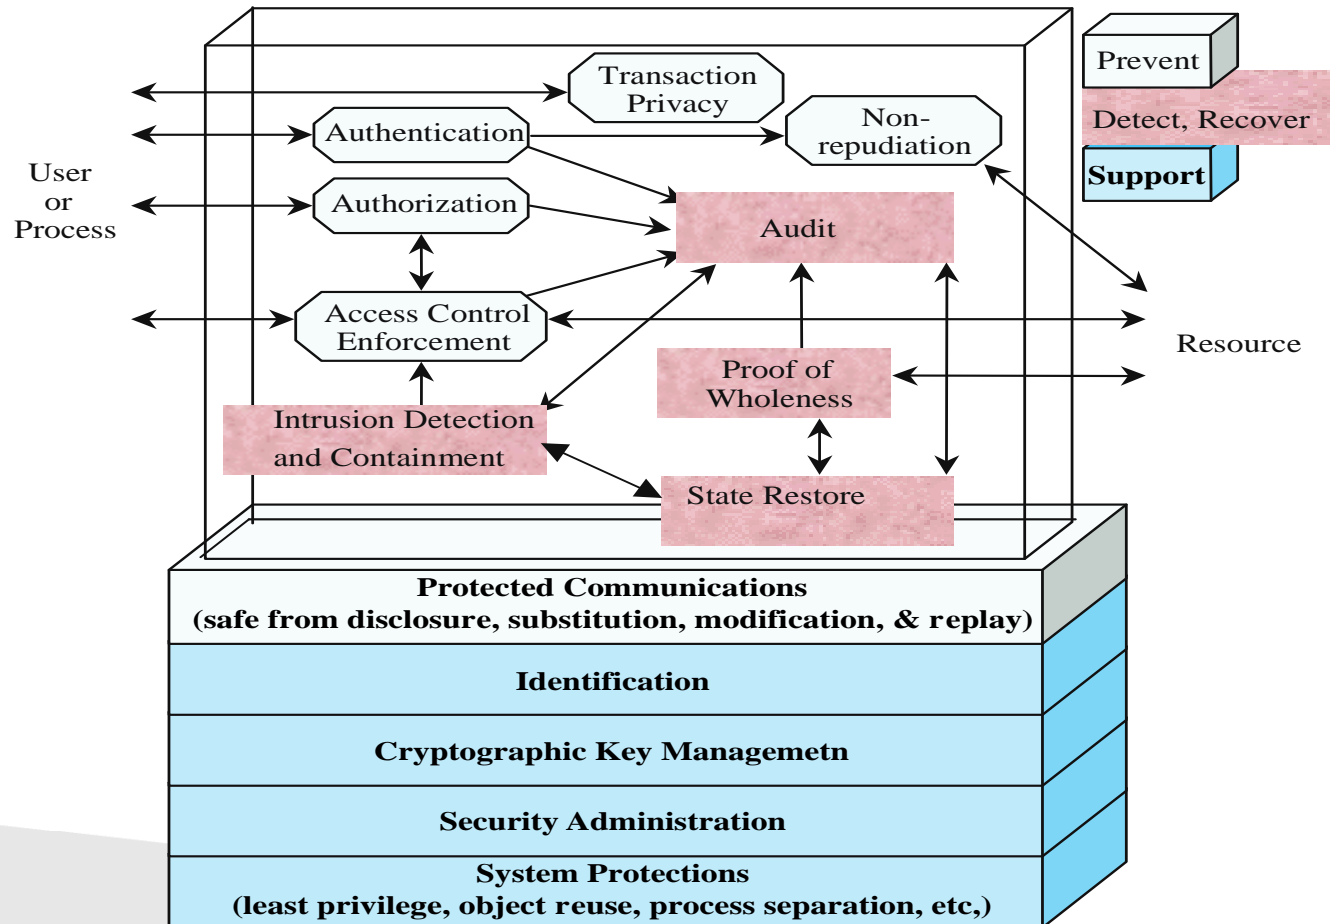 Transaction
Privacy
Prevent
Detect, Recover
Support
Authentication
Non-
repudiation
User
or
Process
Authorization
Audit
Access Control
Enforcement
Resource
Proof of
Wholeness
Intrusion Detection
and Containment
State Restore
Protected Communications
(safe from disclosure, substitution, modification, & replay)
Identification
Cryptographic Key Managemetn
Security Administration
System Protections
(least privilege, object reuse, process separation, etc,)